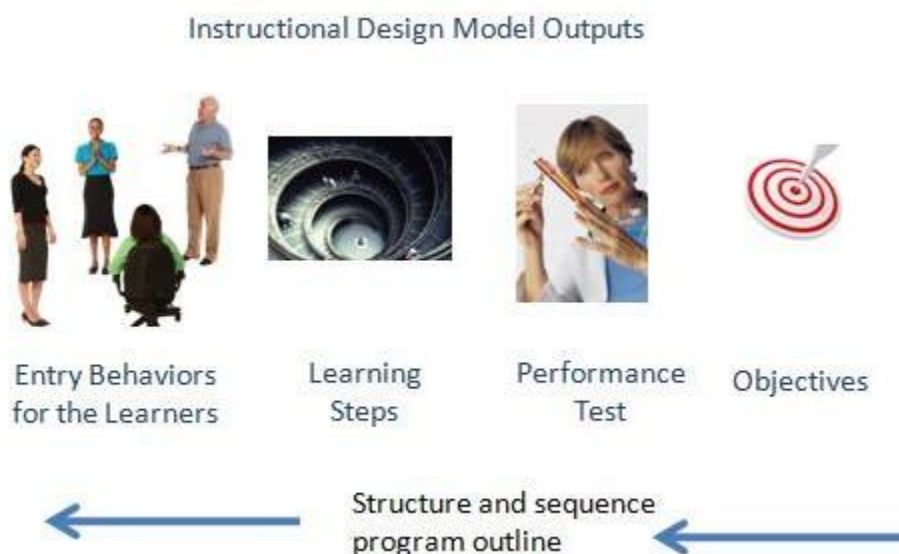 Instructional Design Model Outputs
Entry Behaviors
for the Learners
Learning
Steps
Performance
Test
Objectives
Structure and sequence
program outline